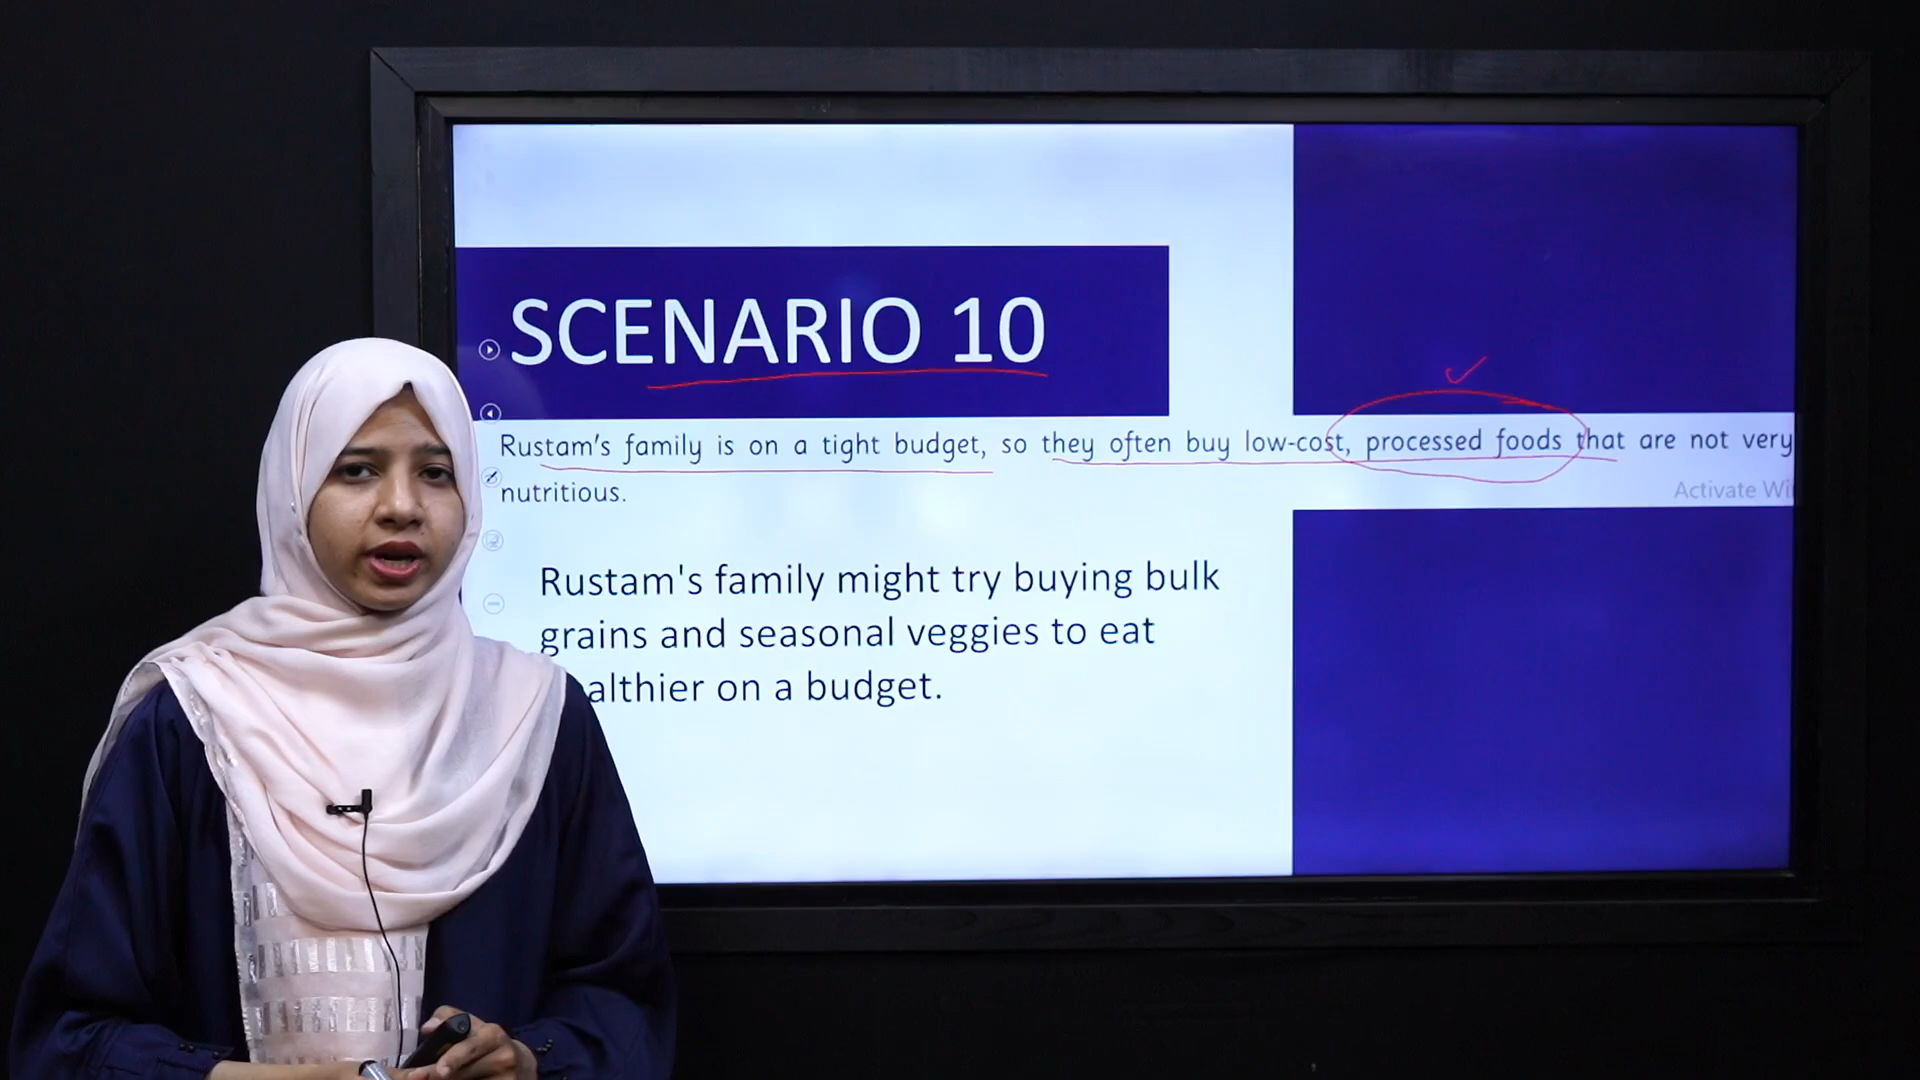 SCENARIO 10
Rustam's family is on a tight budget, so they often buy low-cost, processed foods that are not very
nutritious.
Activate Wi
Rustam's family might try buying bulk
grains and seasonal veggies to eat
althier on a budget.